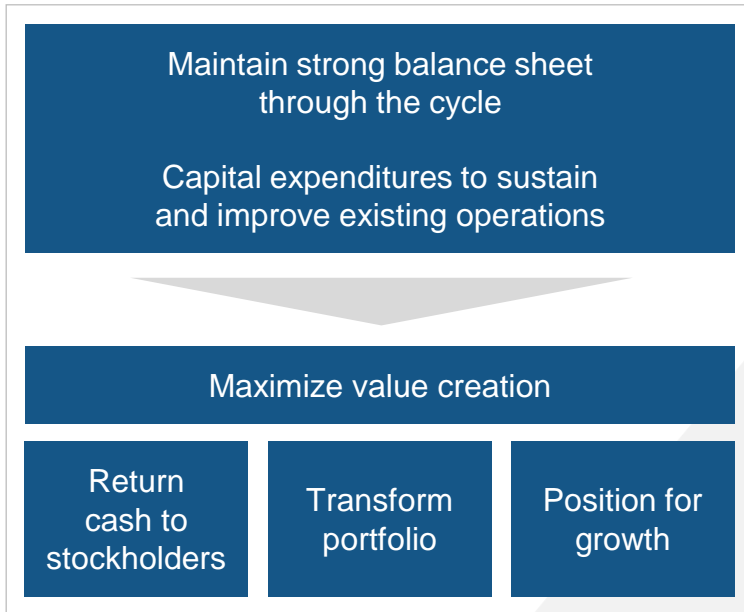 Maintain strong balance sheet
through the cycle
Capital expenditures to sustain
and improve existing operations
Maximize value creation
Return
cash to
stockholders
Transform
portfolio
Position for
growth